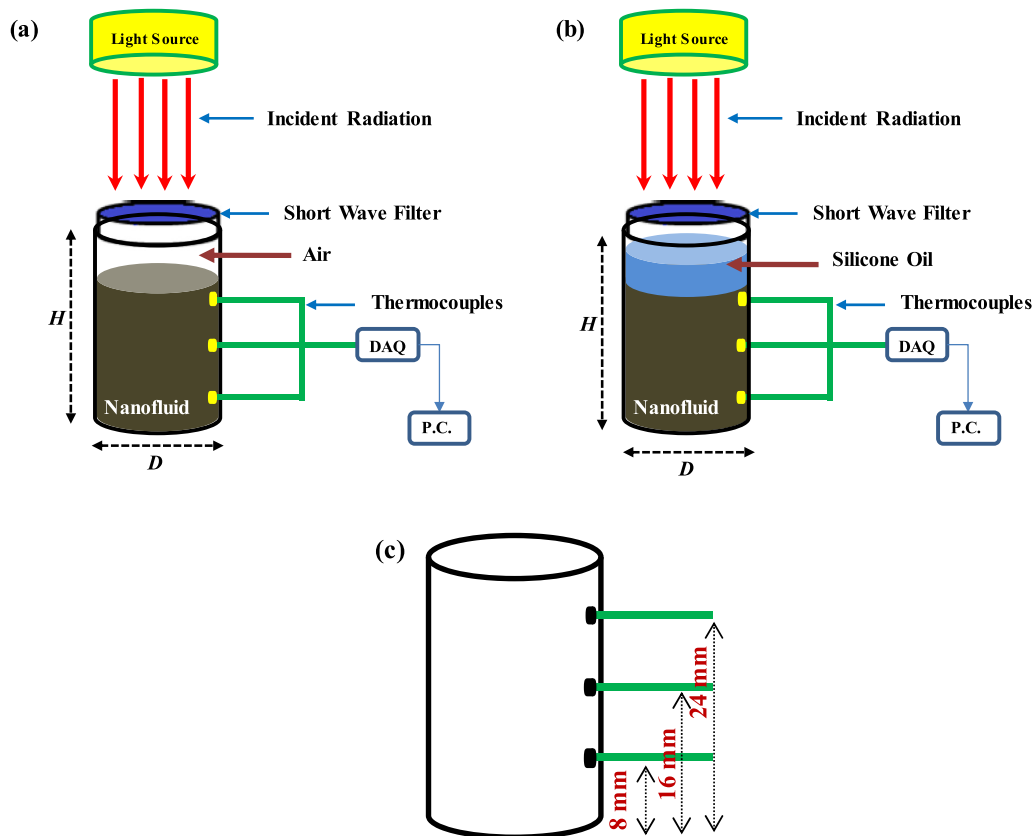 (a)
Light Source
Incident Radiation
Short Wave Filter
Air
Thermocouples
H
DAQ
Nanofluid
P.C.
D
(b)
Light Source
Incident Radiation
Short Wave Filter
Silicone Oil
Thermocouples
H
DAQ
Nanofluid
P.C.
D
(c)
8 mm
16 mm
24 mm